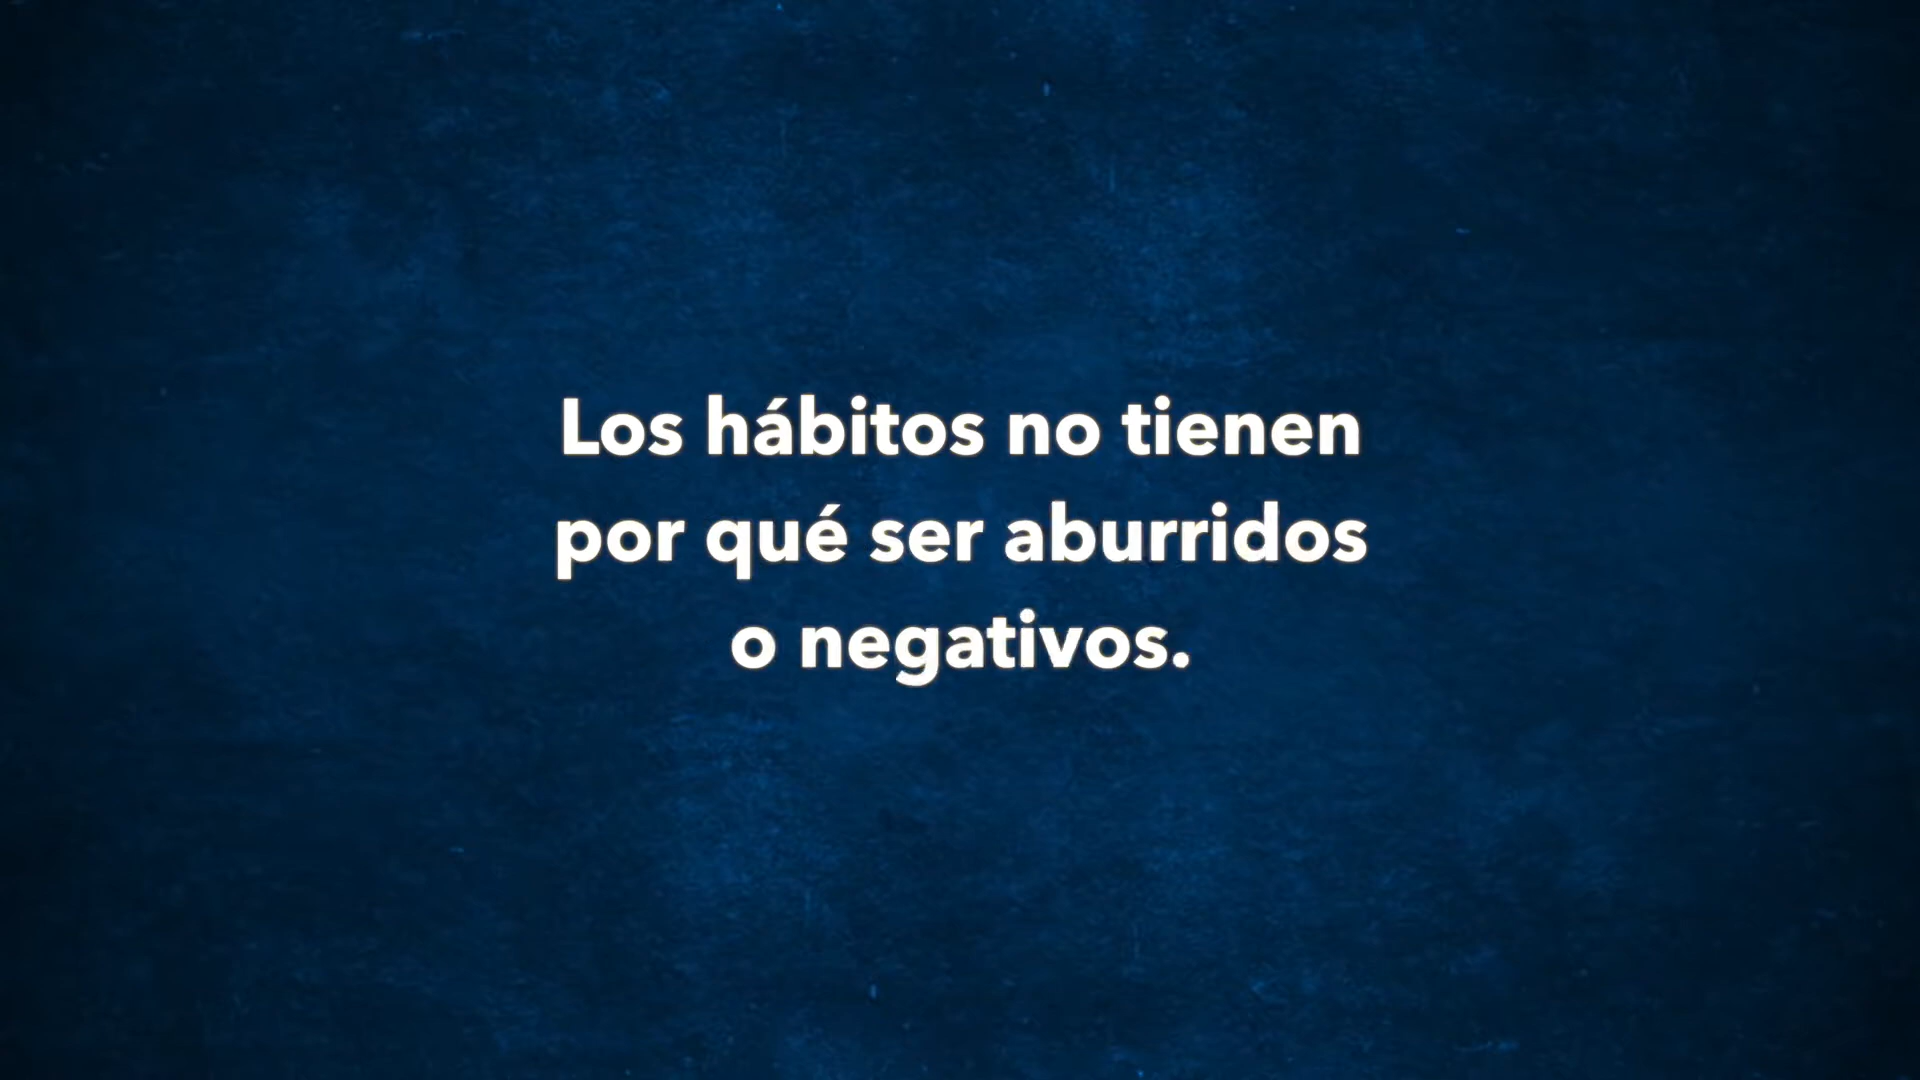 Los hábitos no tienen
por qué ser aburridos
o negativos.